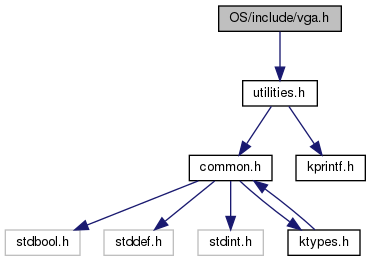 OS/include/vga.h
utilities.h
common.h
kprintf.h
stdbool.h
stddef.h
stdint.h
ktypes.h